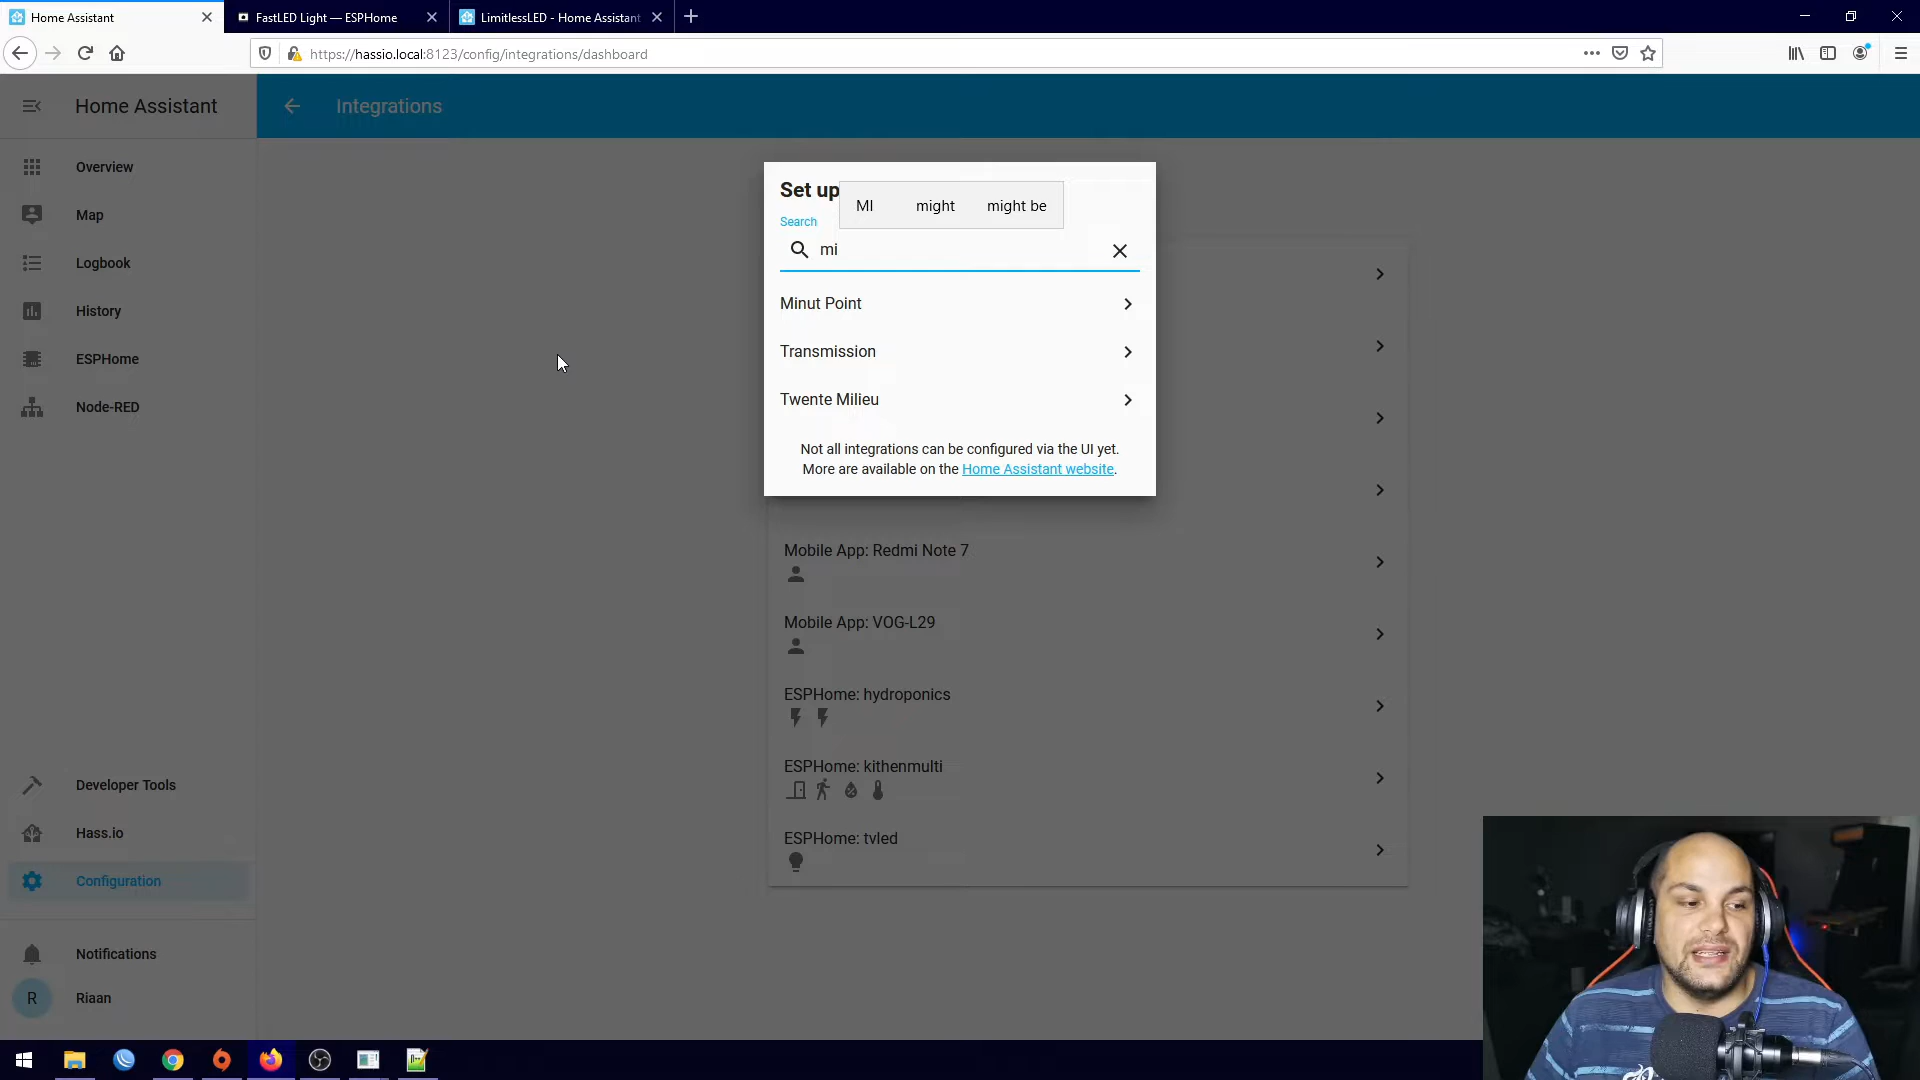 Home Assistant
FastLED Light — ESPHome
LimitlessLED - Home Assistant
https://hassio.local:8123/config/integrations/dashboard
Home Assistant
Integrations
Overview
Map
Logbook
History
ESPHome
Node-RED
Developer Tools
Hass.io
Configuration
Notifications
R
Riaan
Set up
MI might might be
Search
mi
Minut Point
Transmission
Twente Milieu
Not all integrations can be configured via the UI yet.
More are available on the Home Assistant website.
Mobile App: Redmi Note 7
Mobile App: VOG-L29
ESPHome: hydroponics
ESPHome: kithenmulti
ESPHome: tvled